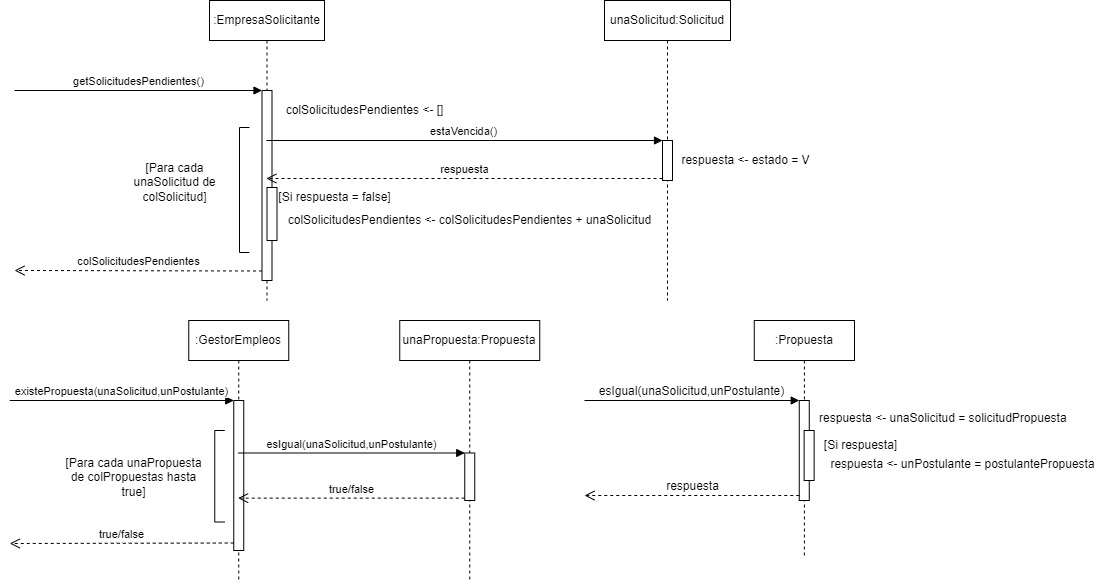 :EmpresaSolicitante
unaSolicitud:Solicitud
getSolicitudesPendientes()
colSolicitudesPendientes <- []
estaVencida()
respuesta <- estado = V
[Para cada
unaSolicitud de
colSolicitud]
respuesta
[Si respuesta = false]
colSolicitudesPendientes <- colSolicitudesPendientes + unaSolicitud
colSolicitudesPendientes
:GestorEmpleos
unaPropuesta:Propuesta
existePropuesta(unaSolicitud,unPostulante)
esIgual(unaSolicitud,unPostulante)
[Para cada unaPropuesta
de colPropuestas hasta
true]
true/false
true/false
:Propuesta
esIgual(unaSolicitud,unPostulante)
respuesta <- unaSolicitud = solicitudPropuesta
[Si respuesta]
respuesta <- unPostulante = postulantePropuesta
respuesta